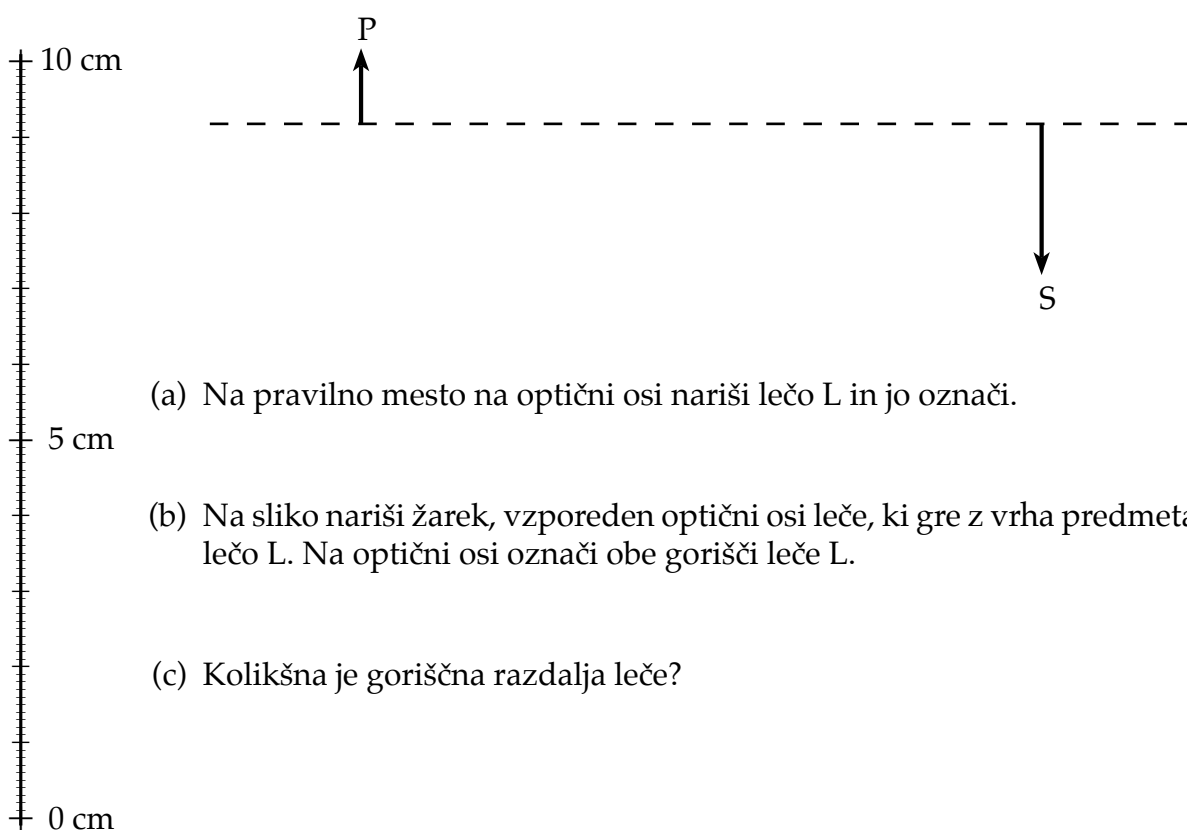 P
10 cm
S
(a) Na pravilno mesto na optični osi nariši lečo L in jo označi.
5 cm
(b) Na sliko nariši žarek, vzporeden optični osi leče, ki gre z vrha predmeta
lečo L. Na optični osi označi obe gorišči leče L.
(c) Kolikšna je goriščna razdalja leče?
0 cm